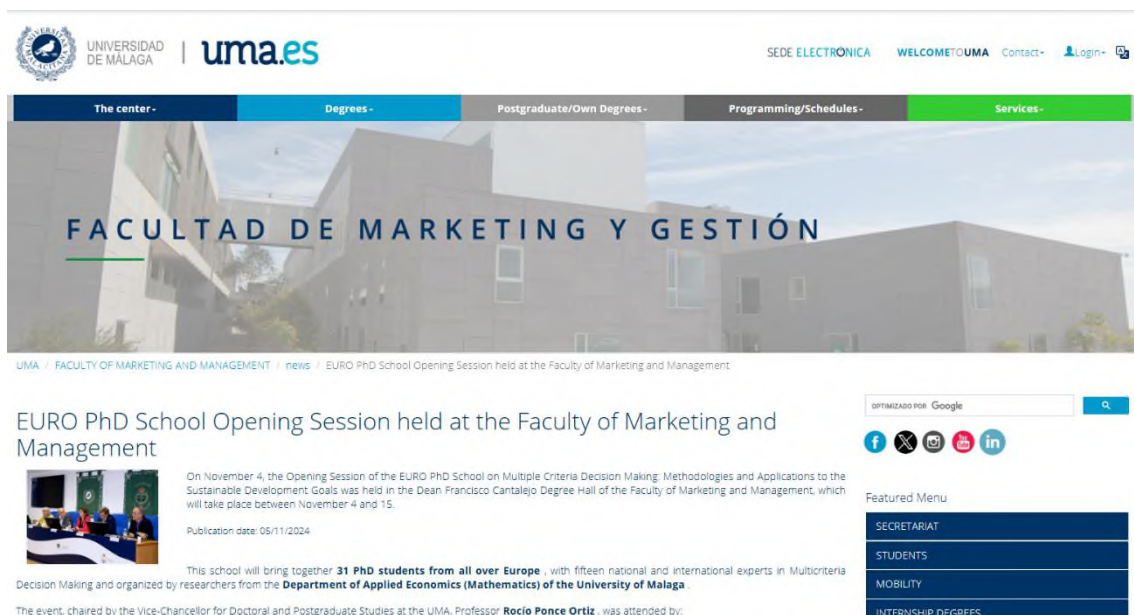 UNIVERSIDAD
DE MÁLAGA
uma.es
SEDE ELECTRÓNICA
WELCOMETOUMA
Contact
Login
The center
Degrees
Postgraduate/Own Degrees
Programming/Schedules
Services
FACULTAD DE MARKETING Y GESTIÓN
UMA / FACULTY OF MARKETING AND MANAGEMENT / news / EURO PhD School Opening Session held at the Faculty of Marketing and Management
OPTIMIZADO POR Google
EURO PhD School Opening Session held at the Faculty of Marketing and
Management
On November 4, the Opening Session of the EURO PhD School on Multiple Criteria Decision Making: Methodologies and Applications to the
Sustainable Development Goals was held in the Dean Francisco Cantalejo Degree Hall of the Faculty of Marketing and Management, which
will take place between November 4 and 15.
Publication date: 05/11/2024
This school will bring together 31 PhD students from all over Europe , with fifteen national and international experts in Multicriteria
Decision Making and organized by researchers from the Department of Applied Economics (Mathematics) of the University of Malaga .
The event, chaired by the Vice-Chancellor for Doctoral and Postgraduate Studies at the UMA, Professor Rocío Ponce Ortiz , was attended by:
Featured Menu
SECRETARIAT
STUDENTS
MOBILITY
INTERNSHIP DEGREES